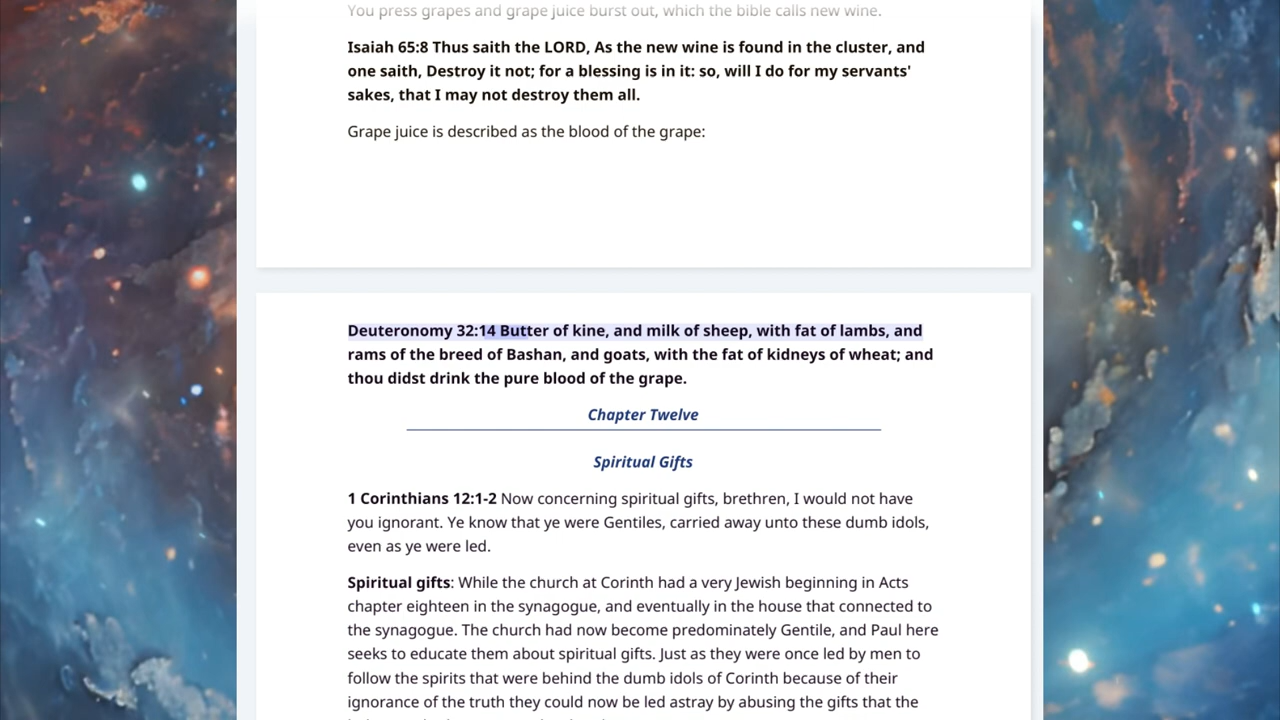 You press grapes and grape juice burst out, which the bible calls new wine.
Isaiah 65:8 Thus saith the LORD, As the new wine is found in the cluster, and
one saith, Destroy it not; for a blessing is in it: so, will I do for my servants'
sakes, that I may not destroy them all.
Grape juice is described as the blood of the grape:
Deuteronomy 32:14 Butter of kine, and milk of sheep, with fat of lambs, and
rams of the breed of Bashan, and goats, with the fat of kidneys of wheat; and
thou didst drink the pure blood of the grape.
Chapter Twelve
Spiritual Gifts
1 Corinthians 12:1-2 Now concerning spiritual gifts, brethren, I would not have
you ignorant. Ye know that ye were Gentiles, carried away unto these dumb idols,
even as ye were led.
Spiritual gifts: While the church at Corinth had a very Jewish beginning in Acts
chapter eighteen in the synagogue, and eventually in the house that connected to
the synagogue. The church had now become predominately Gentile, and Paul here
seeks to educate them about spiritual gifts. Just as they were once led by men to
follow the spirits that were behind the dumb idols of Corinth because of their
ignorance of the truth they could now be led astray by abusing the gifts that the